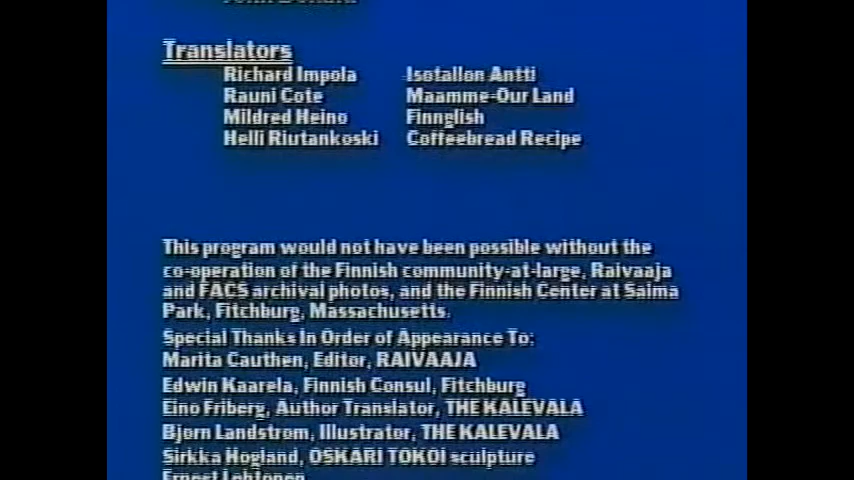 Translators
Richard Impola Isotallon Antti
Rauni Cote Maamme-Our Land
Mildred Heino Finnglish
Helli Riutankoski Coffeebread Recipe
This program would not have been possible without the
co-operation of the Finnish community-at-large, Raivaaja
and FACS archival photos, and the Finnish Center at Saima
Park, Fitchburg, Massachusetts.
Special Thanks In Order of Appearance To:
Marita Cauthen, Editor, RAIVAAJA
Edwin Kaarela, Finnish Consul, Fitchburg
Eino Friberg, Author Translator, THE KALEVALA
Bjorn Landstrom, Illustrator, THE KALEVALA
Sirkka Hogland, OSKARI TOKOI sculpture
Ernest Lehtonen